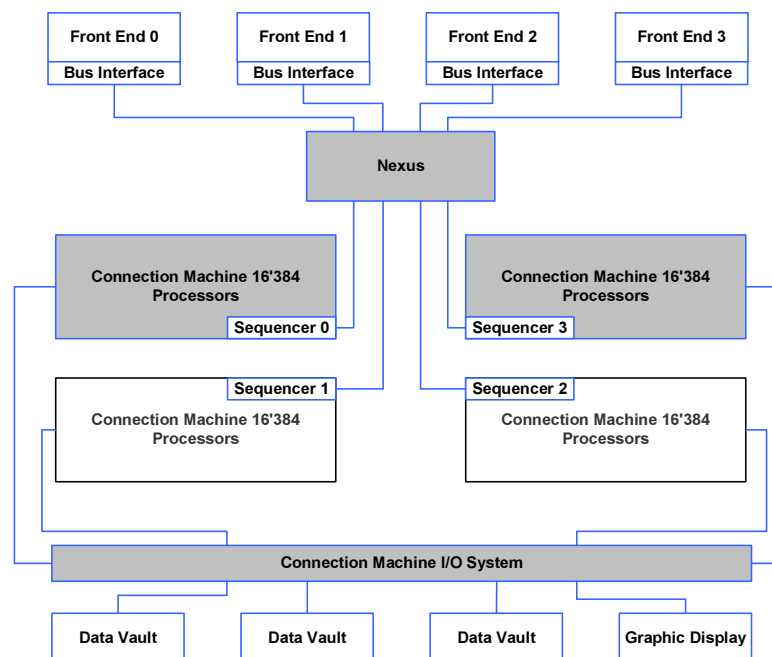 Front End 0
Front End 1
Front End 2
Front End 3
Bus Interface
Bus Interface
Bus Interface
Bus Interface
Nexus
Connection Machine 16'384
Processors
Sequencer 0
Connection Machine 16'384
Processors
Sequencer 3
Sequencer 1
Connection Machine 16'384
Processors
Sequencer 2
Connection Machine 16'384
Processors
Connection Machine I/O System
Data Vault
Data Vault
Data Vault
Graphic Display